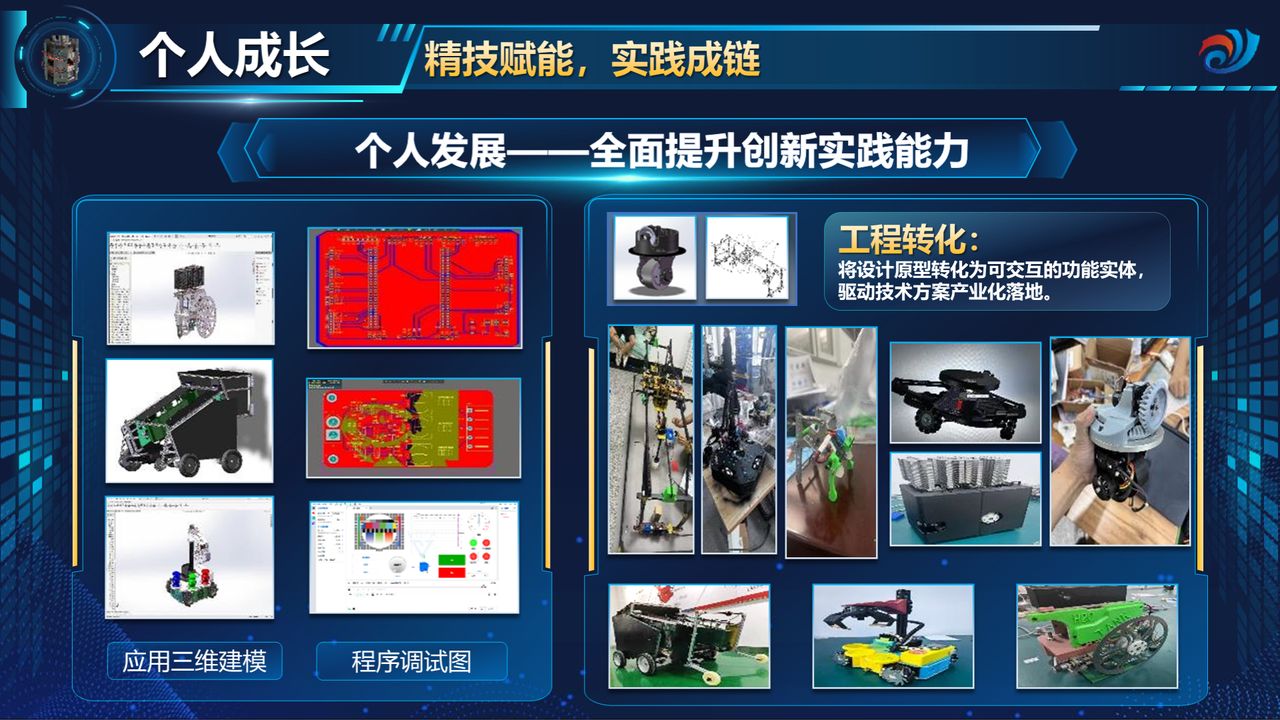 个人成长
精技赋能，实践成链
个人发展——全面提升创新实践能力
工程转化：
将设计原型转化为可交互的功能实体，
驱动技术方案产业化落地。
应用三维建模
程序调试图